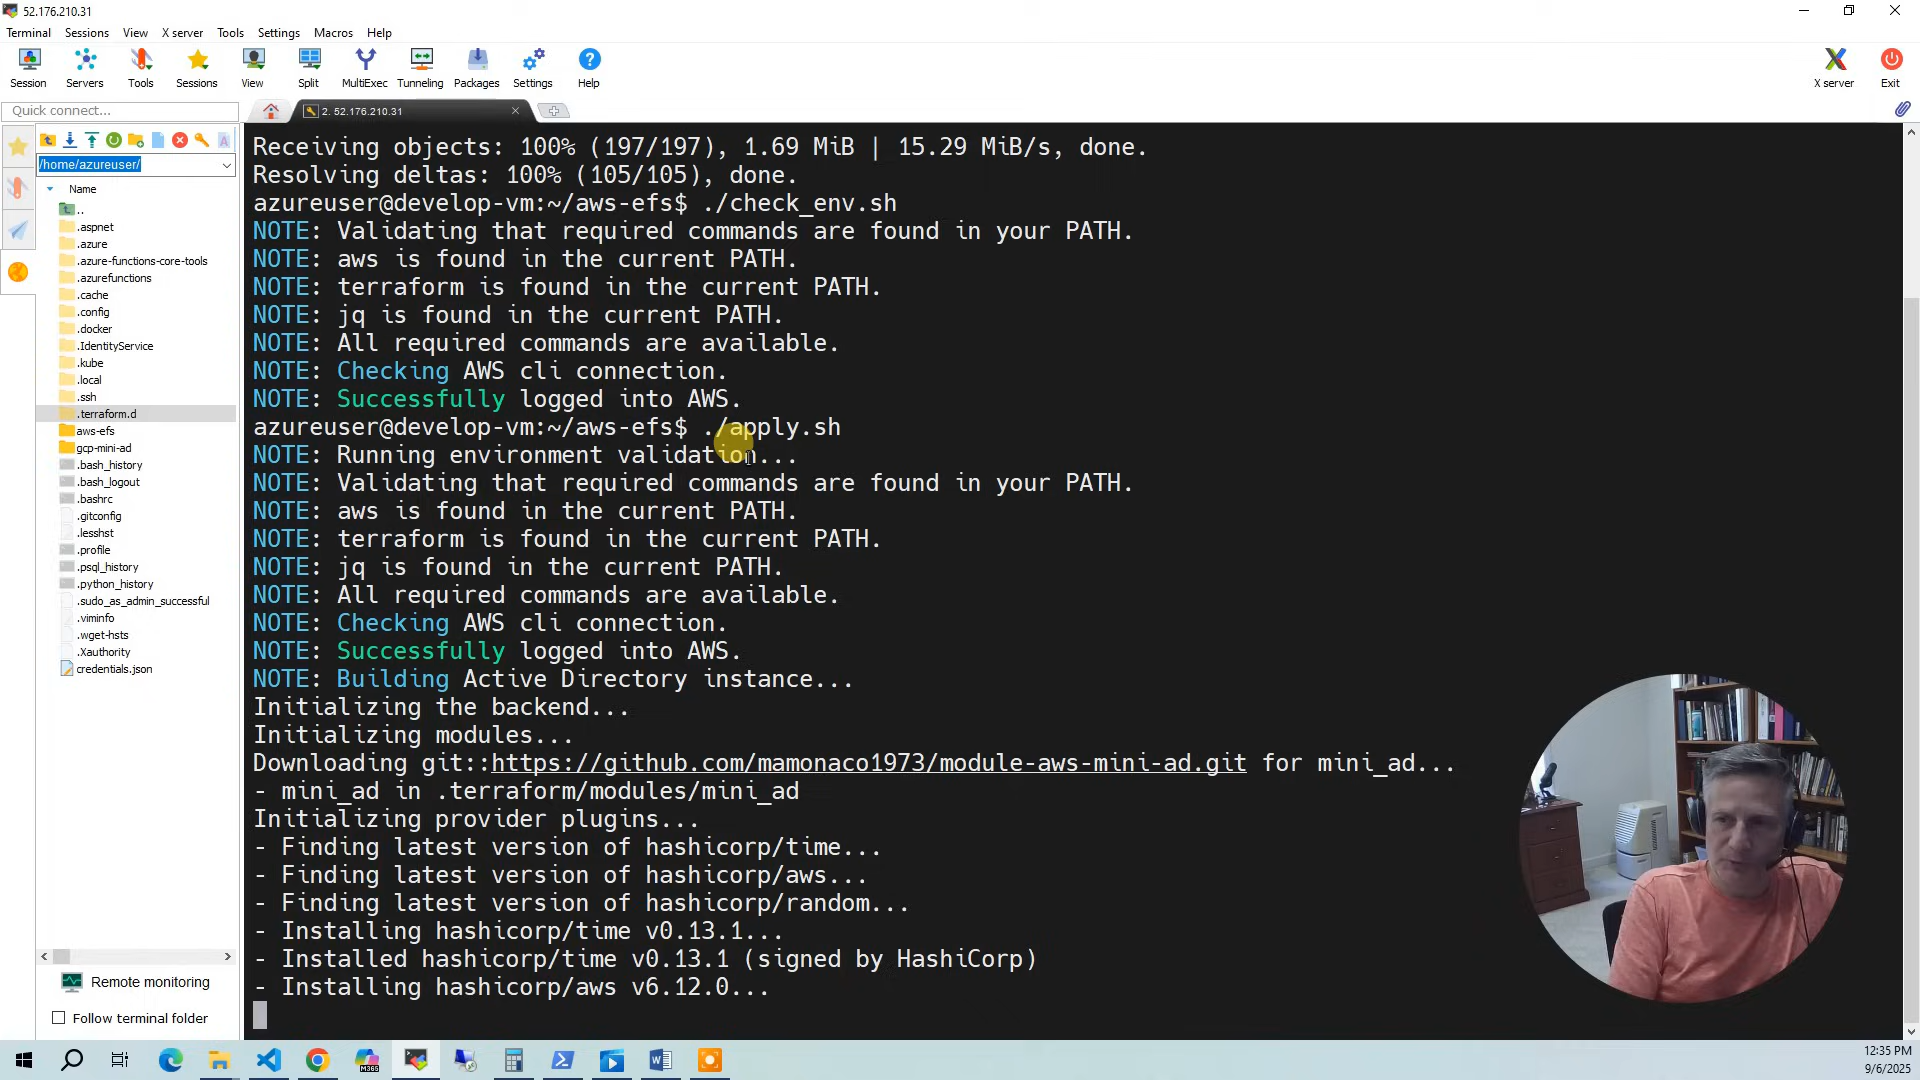 52.176.210.31
Terminal Sessions View X server Tools Settings Macros Help
Session Servers Tools Sessions View Split MultiExec Tunneling Packages Settings Help X server Exit
Quick connect...
2. 52.176.210.31
/home/azureuser/
Name
..
.aspnet
.azure
.azure-functions-core-tools
.azurefunctions
.cache
.config
.docker
.IdentityService
.kube
.local
.ssh
.terraform.d
aws-efs
gcp-mini-ad
.bash_history
.bash_logout
.bashrc
.gitconfig
.lesshst
.profile
.psql_history
.python_history
.sudo_as_admin_successful
.viminfo
.wget-hsts
.Xauthority
credentials.json
Remote monitoring
Follow terminal folder
Receiving objects: 100% (197/197), 1.69 MiB | 15.29 MiB/s, done.
Resolving deltas: 100% (105/105), done.
azureuser@develop-vm:~/aws-efs$ ./check_env.sh
NOTE: Validating that required commands are found in your PATH.
NOTE: aws is found in the current PATH.
NOTE: terraform is found in the current PATH.
NOTE: jq is found in the current PATH.
NOTE: All required commands are available.
NOTE: Checking AWS cli connection.
NOTE: Successfully logged into AWS.
azureuser@develop-vm:~/aws-efs$ ./apply.sh
NOTE: Running environment validation...
NOTE: Validating that required commands are found in your PATH.
NOTE: aws is found in the current PATH.
NOTE: terraform is found in the current PATH.
NOTE: jq is found in the current PATH.
NOTE: All required commands are available.
NOTE: Checking AWS cli connection.
NOTE: Successfully logged into AWS.
NOTE: Building Active Directory instance...
Initializing the backend...
Initializing modules...
Downloading git::https://github.com/mamonaco1973/module-aws-mini-ad.git for mini_ad...
- mini_ad in .terraform/modules/mini_ad
Initializing provider plugins...
- Finding latest version of hashicorp/time...
- Finding latest version of hashicorp/aws...
- Finding latest version of hashicorp/random...
- Installing hashicorp/time v0.13.1...
- Installed hashicorp/time v0.13.1 (signed by HashiCorp)
- Installing hashicorp/aws v6.12.0...
12:35 PM
9/6/2025